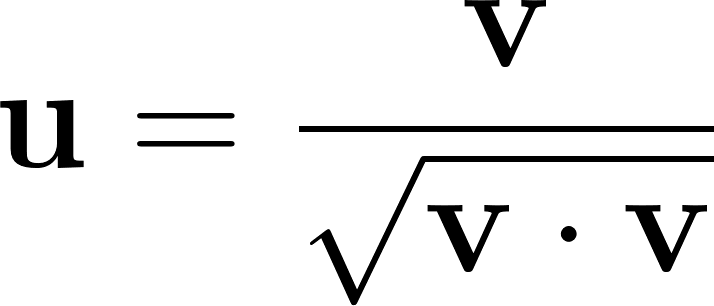 u = v / √(v · v)